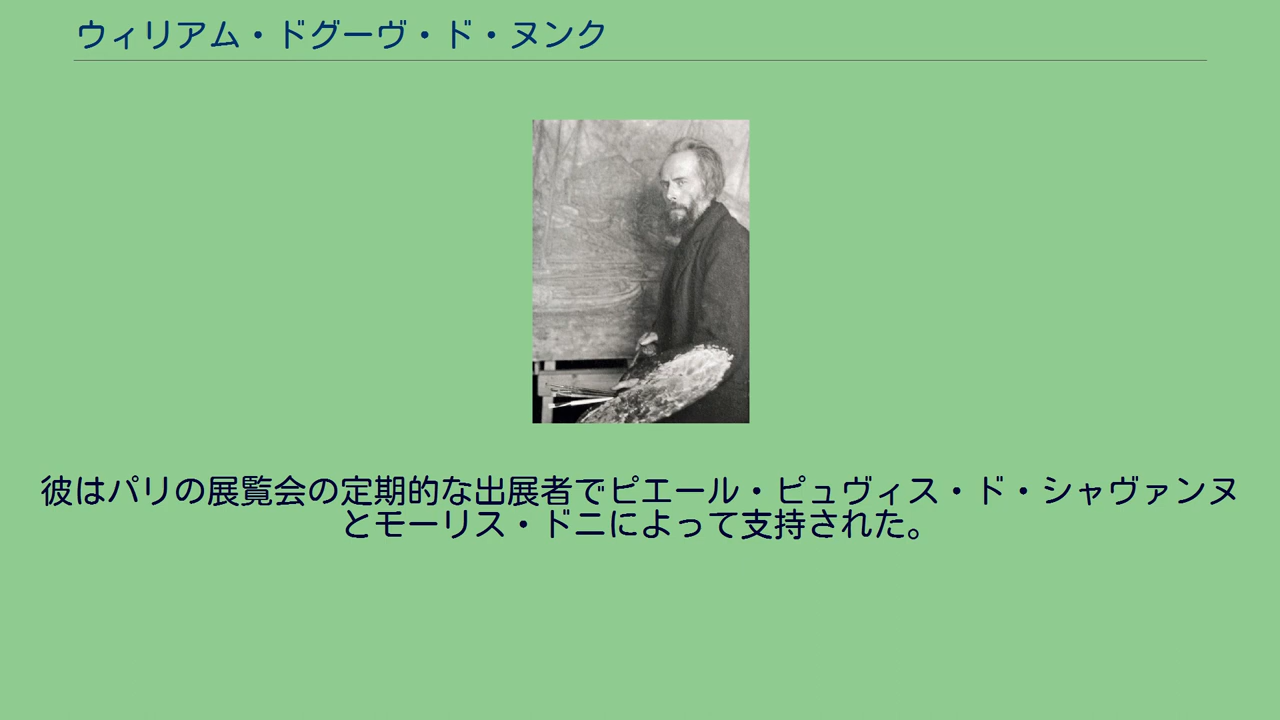 ウィリアム・ドグーヴ・ド・ヌンク
彼はパリの展覧会の定期的な出展者でピエール・ピュヴィス・ド・シャヴァンヌ
とモーリス・ドニによって支持された。